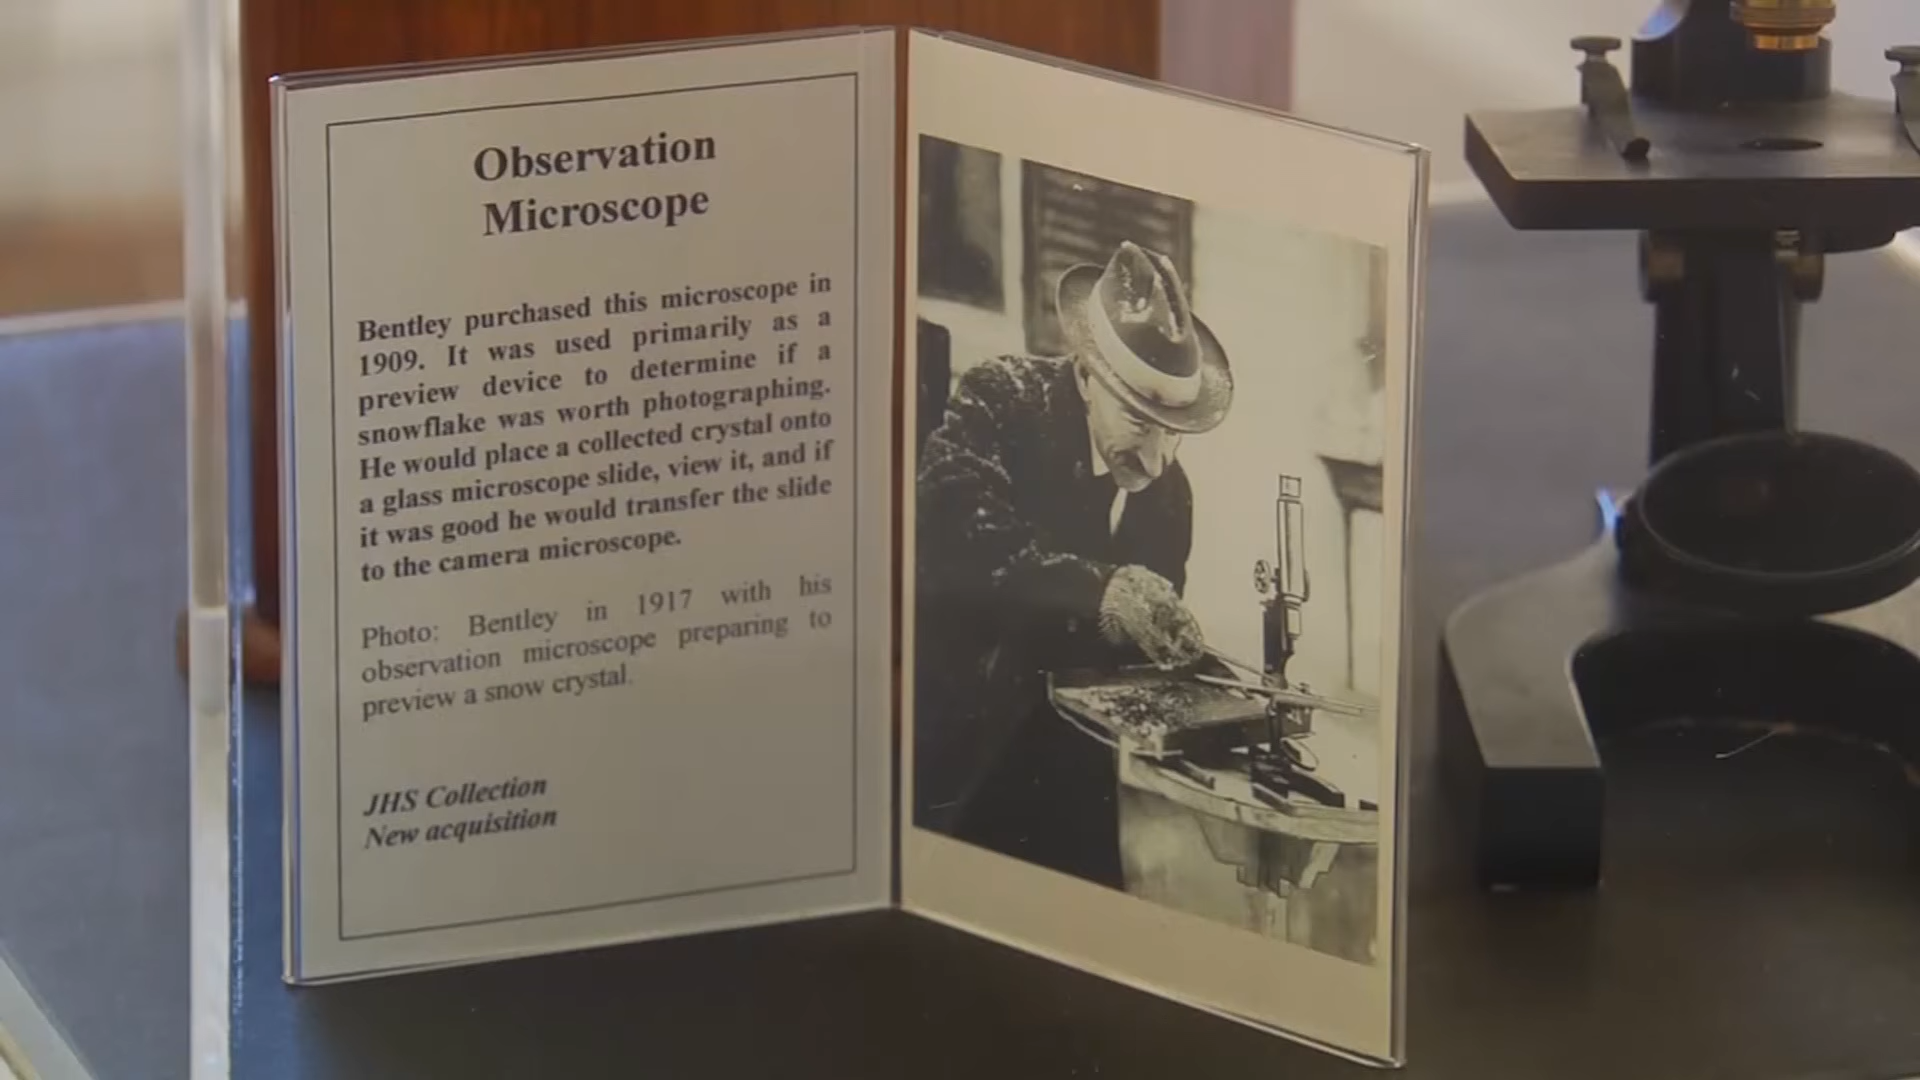 Observation
Microscope
Bentley purchased this microscope in
1909. It was used primarily as a
preview device to determine if a
snowflake was worth photographing.
He would place a collected crystal onto
a glass microscope slide, view it, and if
it was good he would transfer the slide
to the camera microscope.
Photo: Bentley in 1917 with his
observation microscope preparing to
preview a snow crystal.
JHS Collection
New acquisition